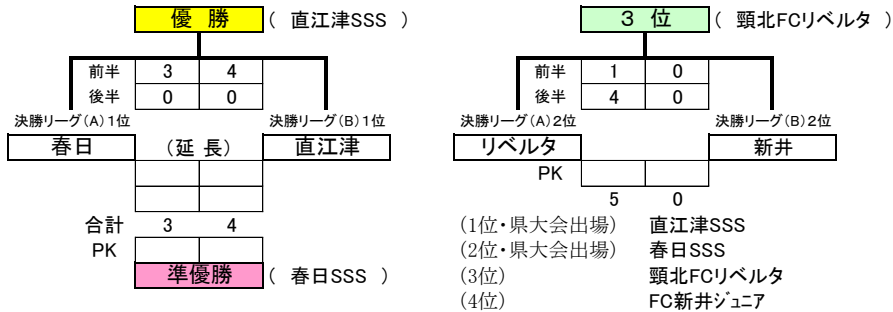 優 勝 ( 直江津SSS )
前半 3 4
後半 0 0
決勝リーグ(A)1位 決勝リーグ(B)1位
春日 (延 長) 直江津
合計 3 4
PK
準優勝 ( 春日SSS )
3 位 ( 頸北FCリベルタ )
前半 1 0
後半 4 0
決勝リーグ(A)2位 決勝リーグ(B)2位
リベルタ 新井
PK
5 0
(1位・県大会出場) 直江津SSS
(2位・県大会出場) 春日SSS
(3位) 頸北FCリベルタ
(4位) FC新井ジュニア